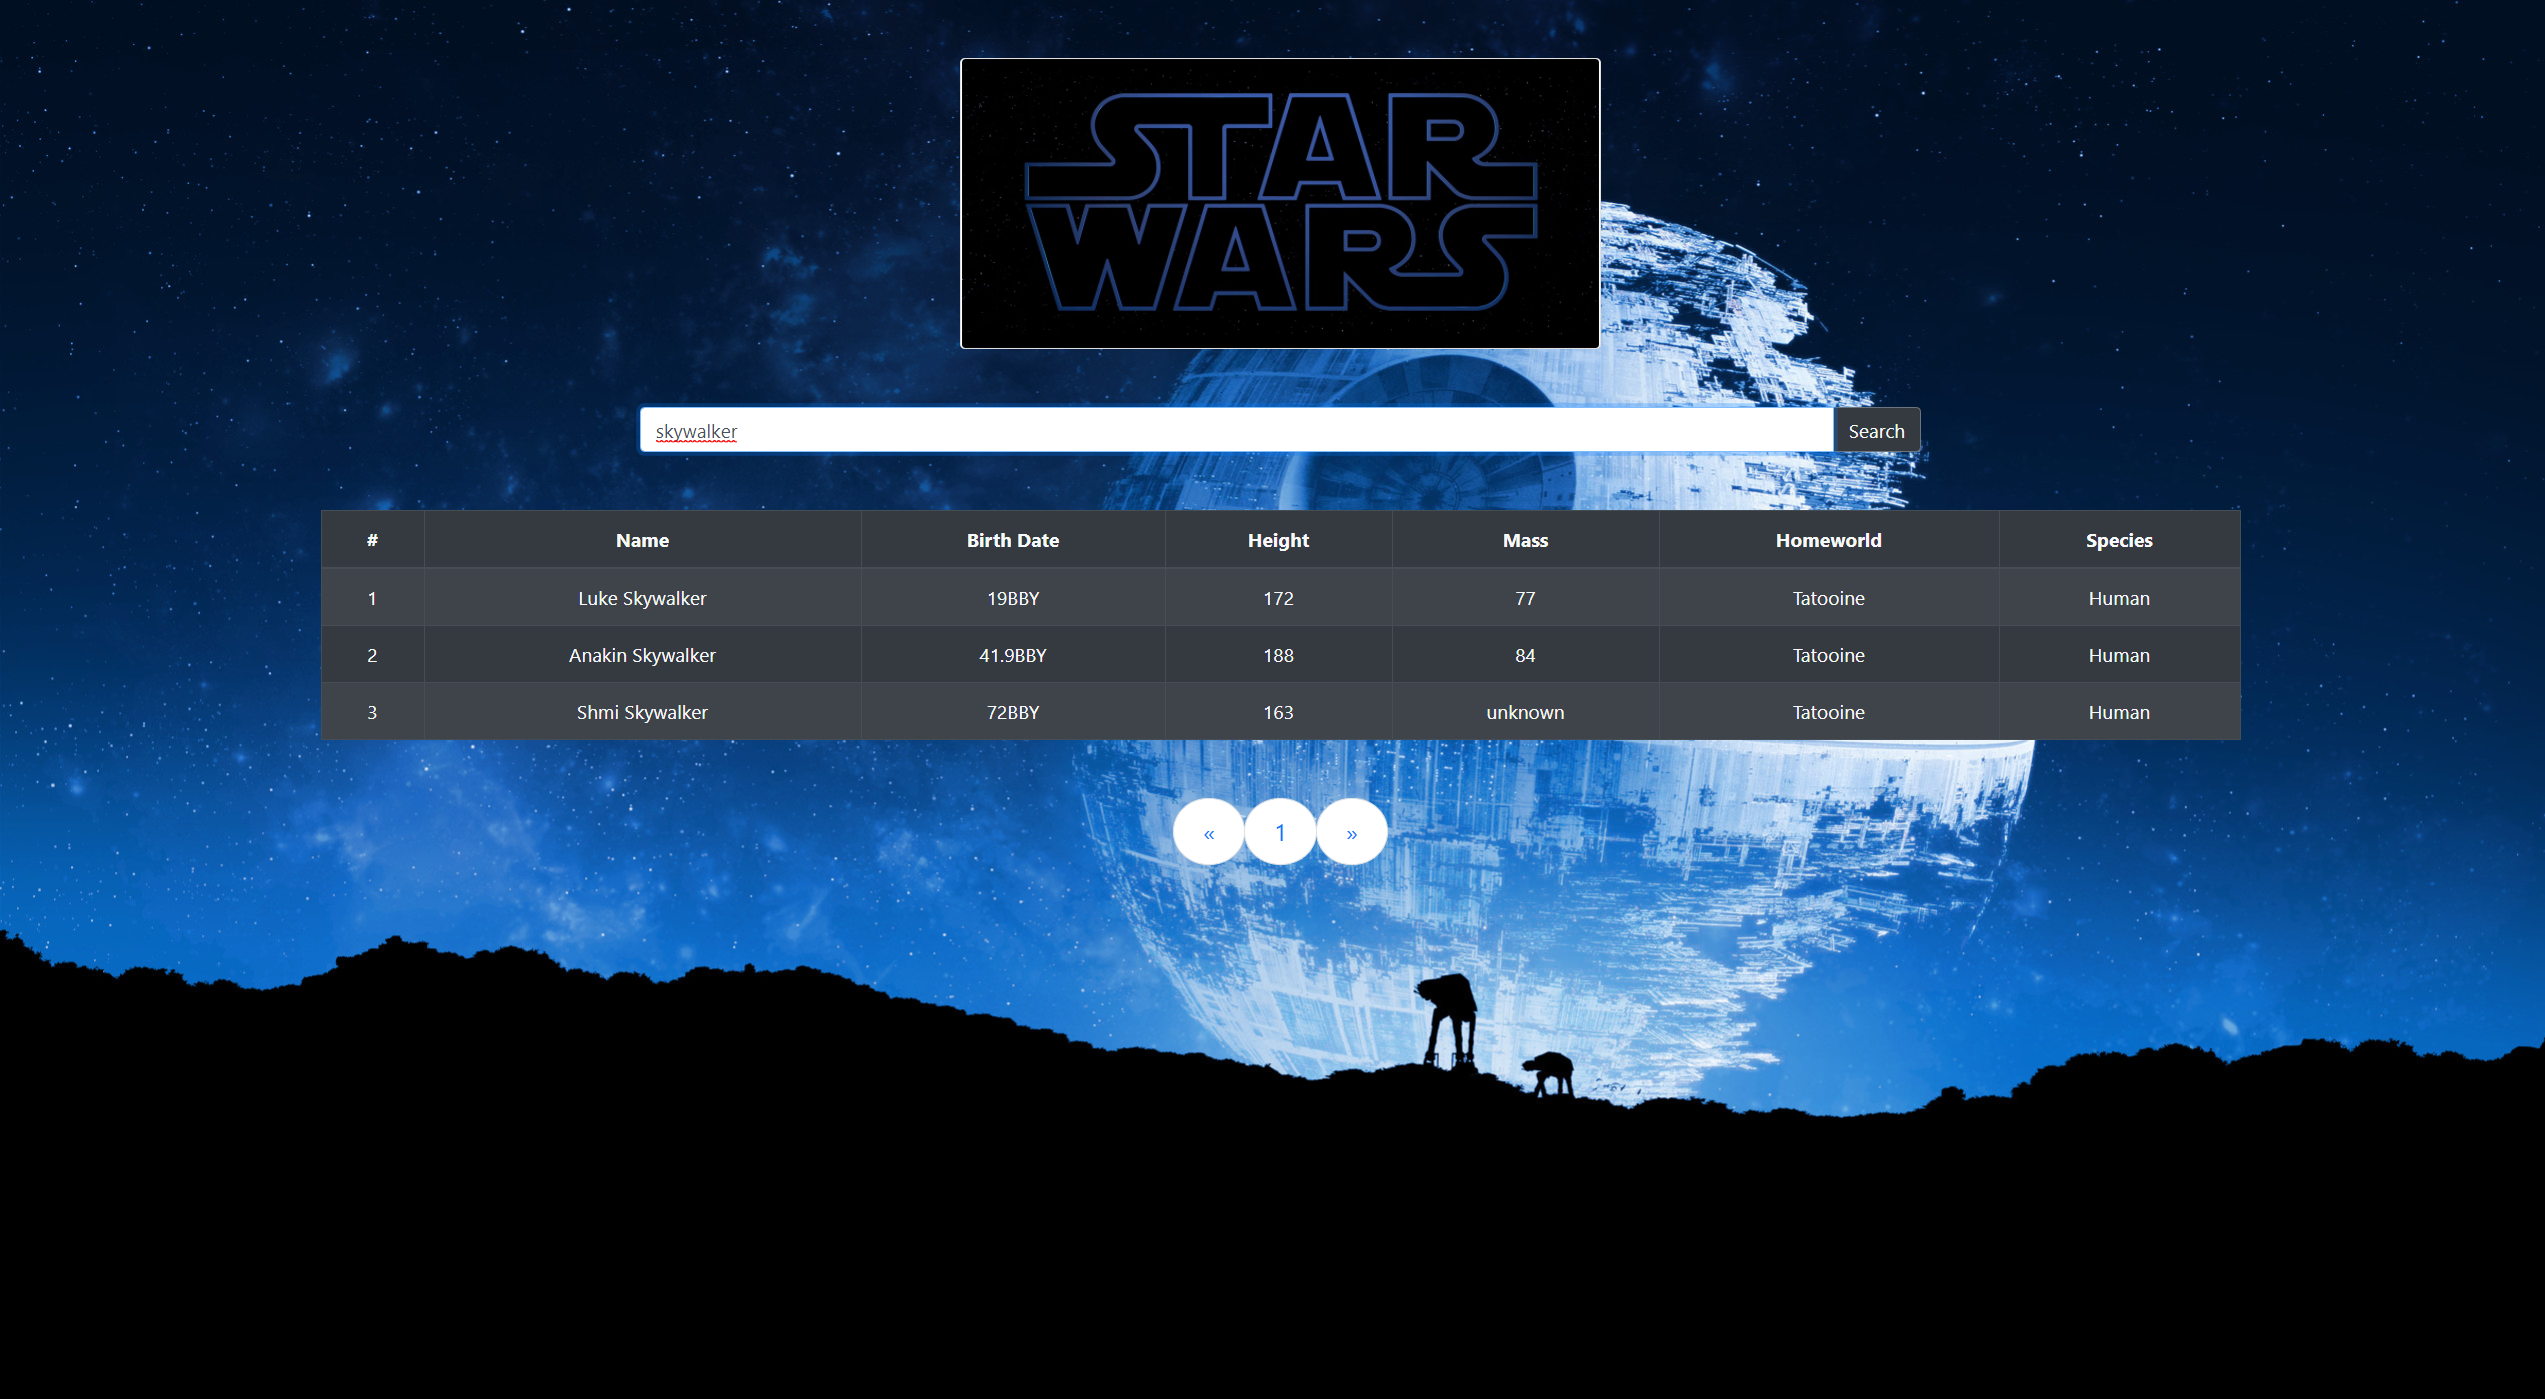 STAR
WARS
skywalker Search
# Name Birth Date Height Mass Homeworld Species
1 Luke Skywalker 19BBY 172 77 Tatooine Human
2 Anakin Skywalker 41.9BBY 188 84 Tatooine Human
3 Shmi Skywalker 72BBY 163 unknown Tatooine Human
« 1 »